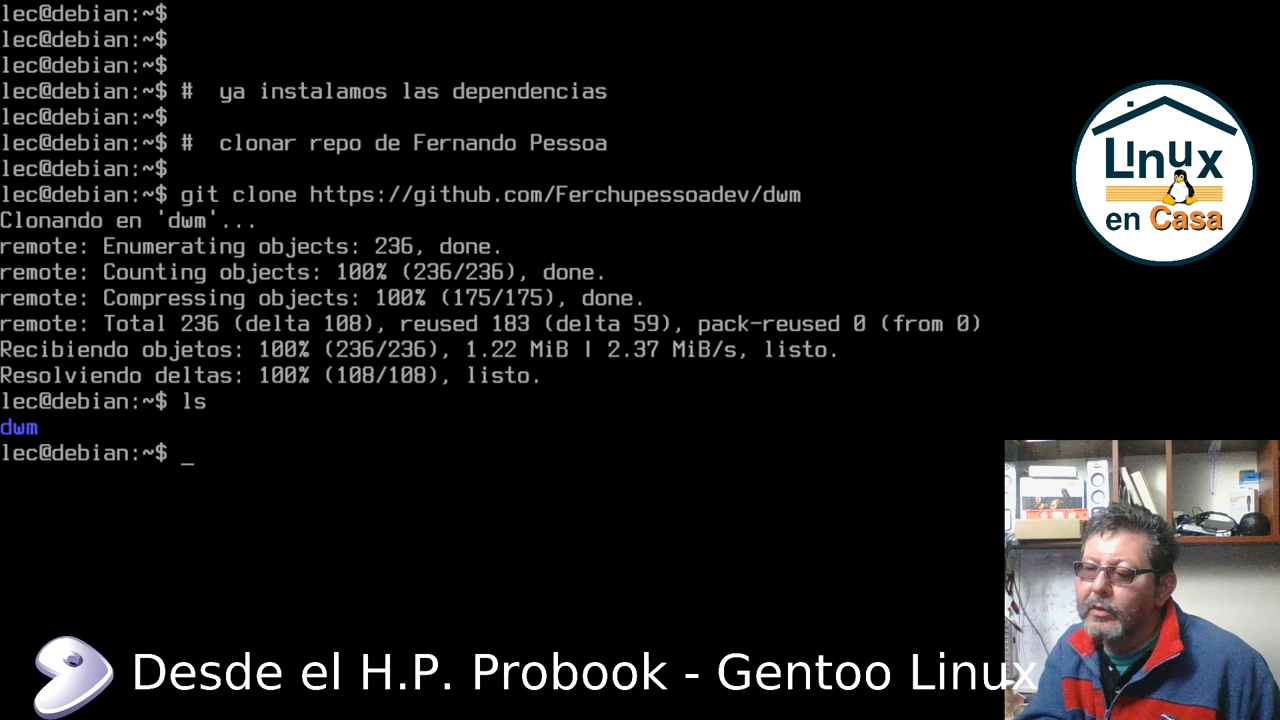 lec@debian:~$
lec@debian:~$
lec@debian:~$
lec@debian:~$ #  ya instalamos las dependencias
lec@debian:~$
lec@debian:~$ #  clonar repo de Fernando Pessoa
lec@debian:~$
lec@debian:~$ git clone https://github.com/Ferchupessoadev/dwm
Clonando en 'dwm'...
remote: Enumerating objects: 236, done.
remote: Counting objects: 100% (236/236), done.
remote: Compressing objects: 100% (175/175), done.
remote: Total 236 (delta 108), reused 183 (delta 59), pack-reused 0 (from 0)
Recibiendo objetos: 100% (236/236), 1.22 MiB | 2.37 MiB/s, listo.
Resolviendo deltas: 100% (108/108), listo.
lec@debian:~$ ls
dwm
lec@debian:~$ _
Linux
en Casa
Desde el H.P. Probook - Gentoo Linux